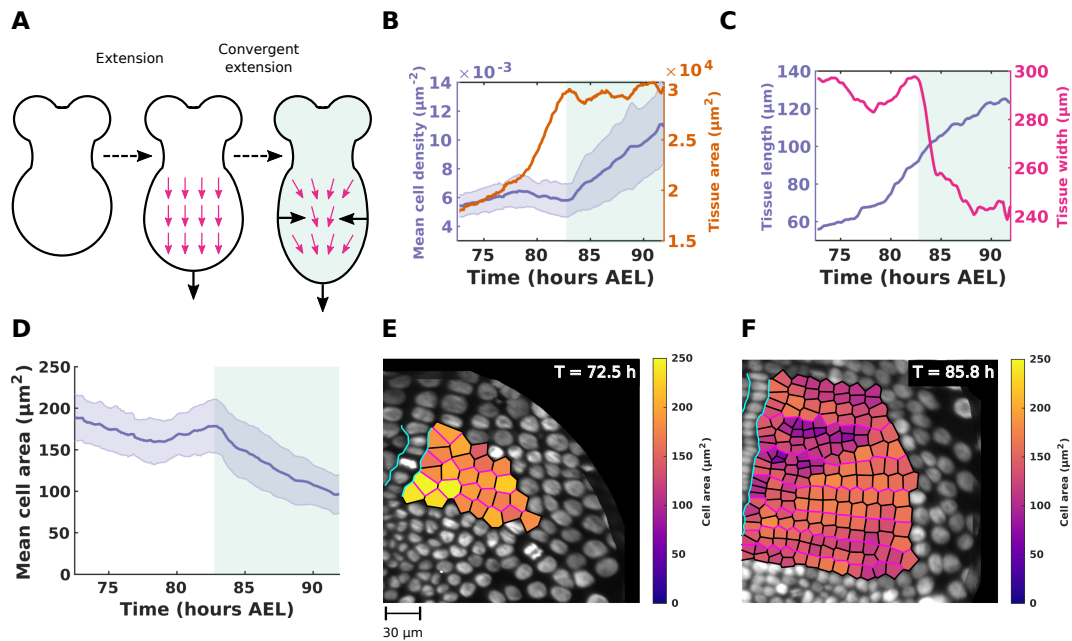 A
Extension
Convergent
extension
B
× 10⁻³
× 10⁴
Mean cell density (μm⁻²)
14
12
10
8
6
4
3
2.5
2
1.5
Tissue area (μm²)
75
80
85
90
Time (hours AEL)
C
Tissue length (μm)
140
120
100
80
60
300
280
260
240
Tissue width (μm)
75
80
85
90
Time (hours AEL)
D
Mean cell area (μm²)
250
200
150
100
50
0
75
80
85
90
Time (hours AEL)
E
T = 72.5 h
30 μm
250
200
150
100
50
0
Cell area (μm²)
F
T = 85.8 h
250
200
150
100
50
0
Cell area (μm²)